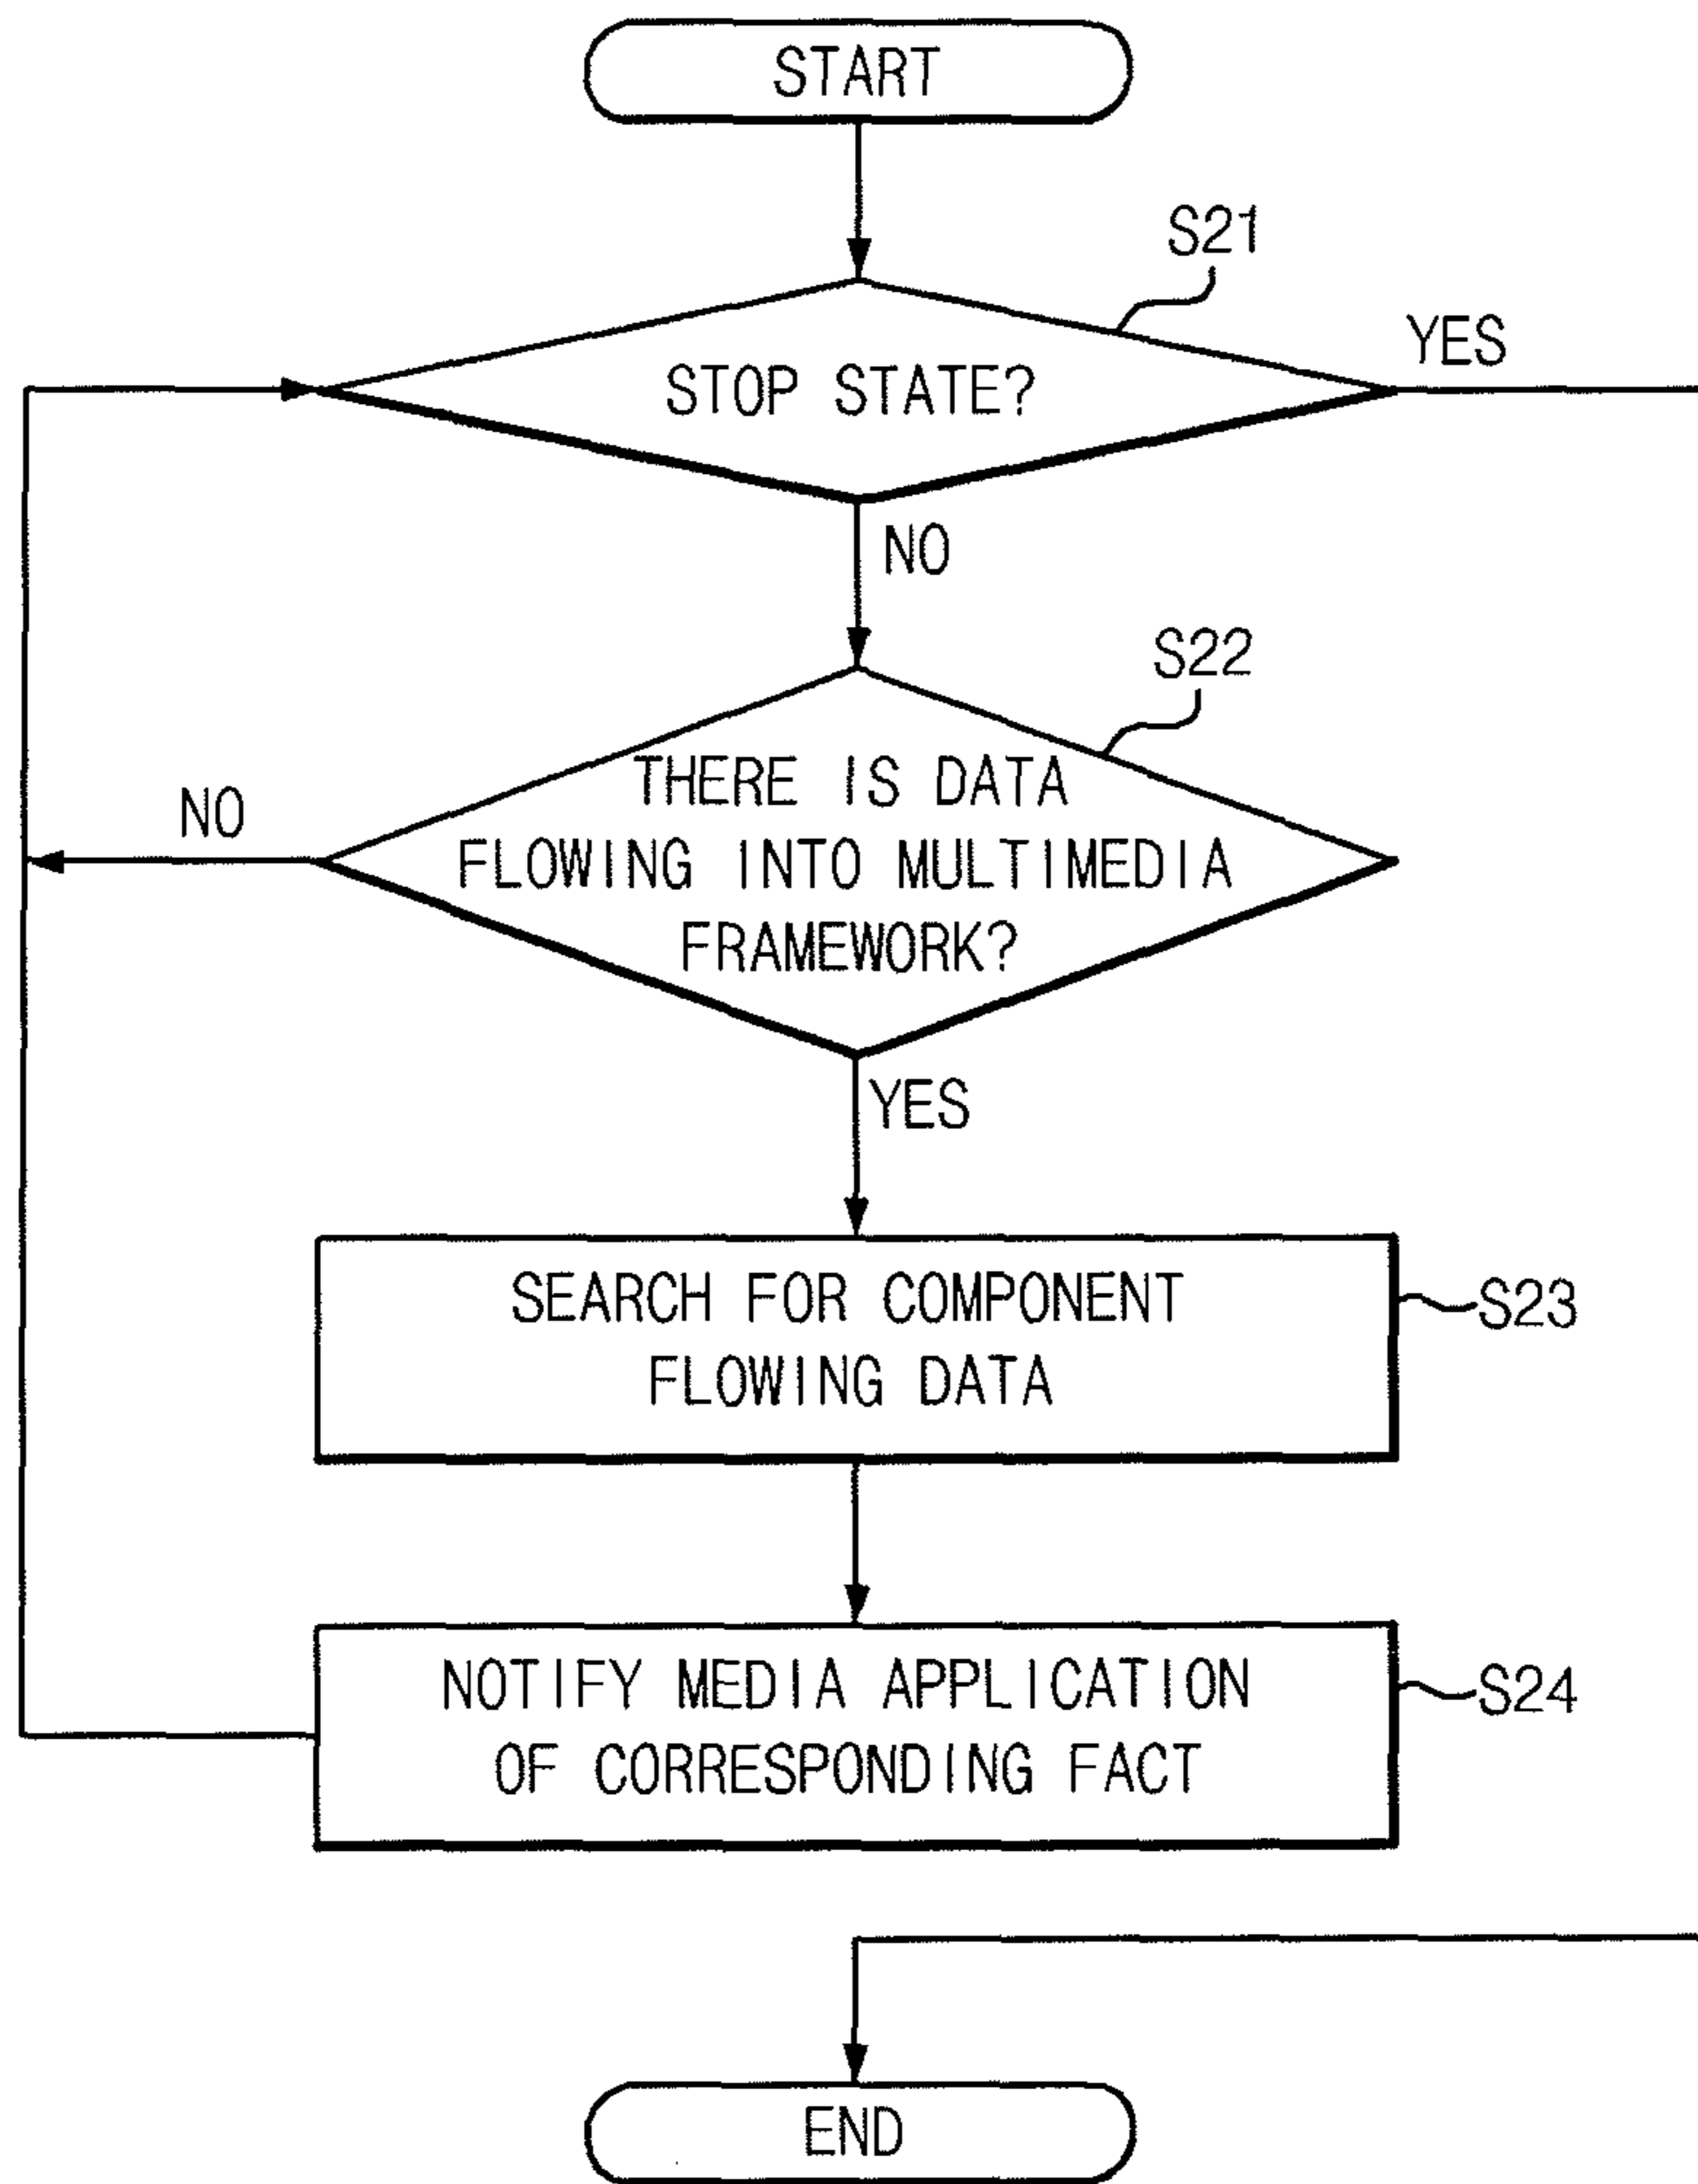 START
S21
YES
STOP STATE?
NO
S22
THERE IS DATA
NO
FLOWING INTO MULTIMEDIA
FRAMEWORK?
YES
SEARCH FOR COMPONENT
S23
FLOWING DATA
NOTIFY MEDIA APPLICATION
S24
OF CORRESPONDING FACT
END